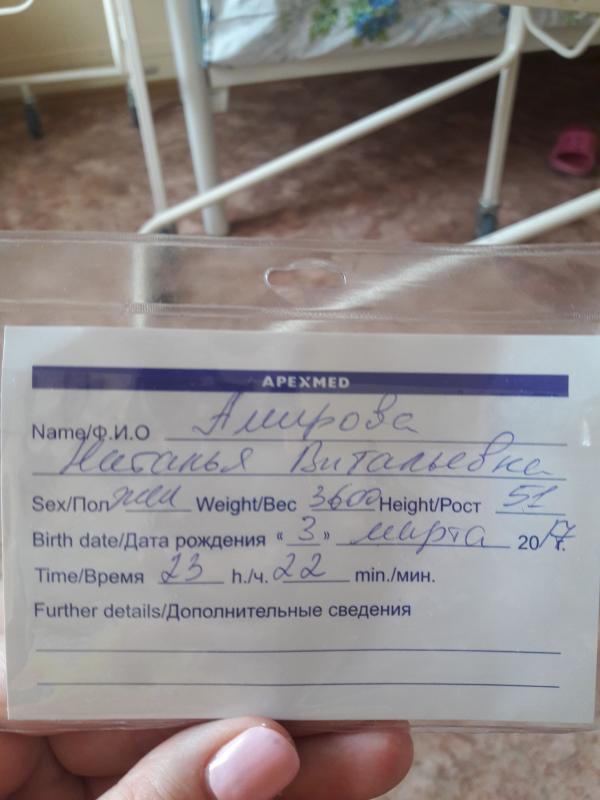 APEXMED
Name/Ф.И.О Амирова
Наталья Витальевна
Sex/Пол жен Weight/Вес 3600 Height/Рост 51
Birth date/Дата рождения « 3 » марта 2017г.
Time/Время 23 h./ч. 22 min./мин.
Further details/Дополнительные сведения